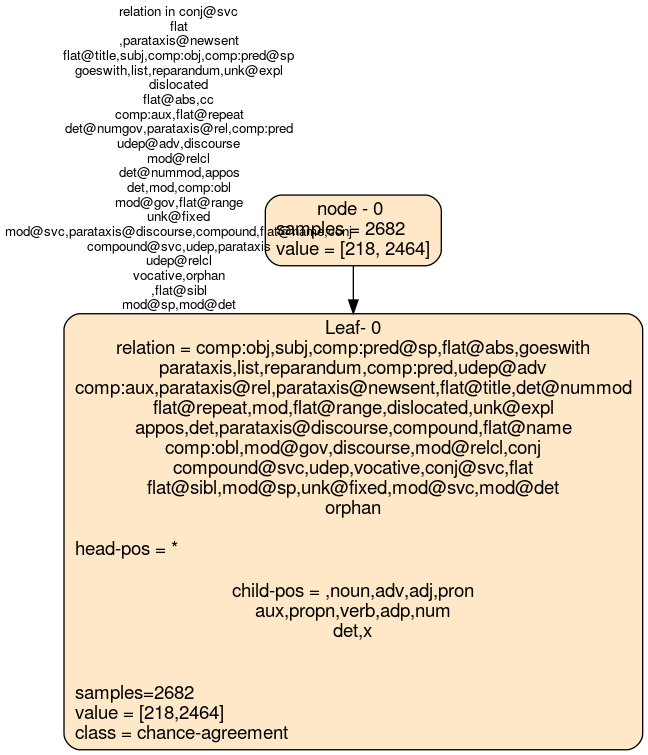 relation in conj@svc
flat
,parataxis@newsent
flat@title,subj,comp:obj,comp:pred@sp
goeswith,list,reparandum,unk@expl
dislocated
flat@abs,cc
comp:aux,flat@repeat
det@numgov,parataxis@rel,comp:pred
udep@adv,discourse
mod@relcl
det@nummod,appos
det,mod,comp:obl
mod@gov,flat@range
unk@fixed
mod@svc,parataxis@discourse,compound,flat@name,conj
compound@svc,udep,parataxis
udep@relcl
vocative,orphan
,flat@sibl
mod@sp,mod@det
node - 0
samples = 2682
value = [218, 2464]
Leaf- 0
relation = comp:obj,subj,comp:pred@sp,flat@abs,goeswith
parataxis,list,reparandum,comp:pred,udep@adv
comp:aux,parataxis@rel,parataxis@newsent,flat@title,det@nummod
flat@repeat,mod,flat@range,dislocated,unk@expl
appos,det,parataxis@discourse,compound,flat@name
comp:obl,mod@gov,discourse,mod@relcl,conj
compound@svc,udep,vocative,conj@svc,flat
flat@sibl,mod@sp,unk@fixed,mod@svc,mod@det
orphan
head-pos = *
child-pos = ,noun,adv,adj,pron
aux,propn,verb,adp,num
det,x
samples=2682
value = [218,2464]
class = chance-agreement